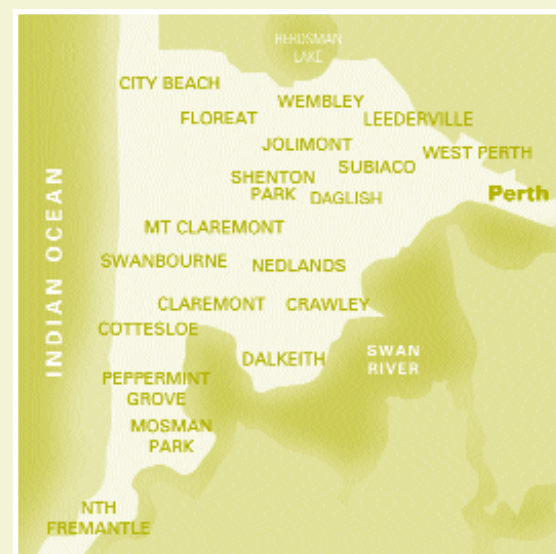 HERDSMAN
LAKE
CITY BEACH
WEMBLEY
FLOREAT
LEEDERVILLE
JOLIMONT
WEST PERTH
SUBIACO
SHENTON
PARK
DAGLISH
Perth
MT CLAREMONT
INDIAN OCEAN
SWANBOURNE
NEDLANDS
CLAREMONT
CRAWLEY
COTTESLOE
DALKEITH
SWAN
RIVER
PEPPERMINT
GROVE
MOSMAN
PARK
NTH
FREMANTLE